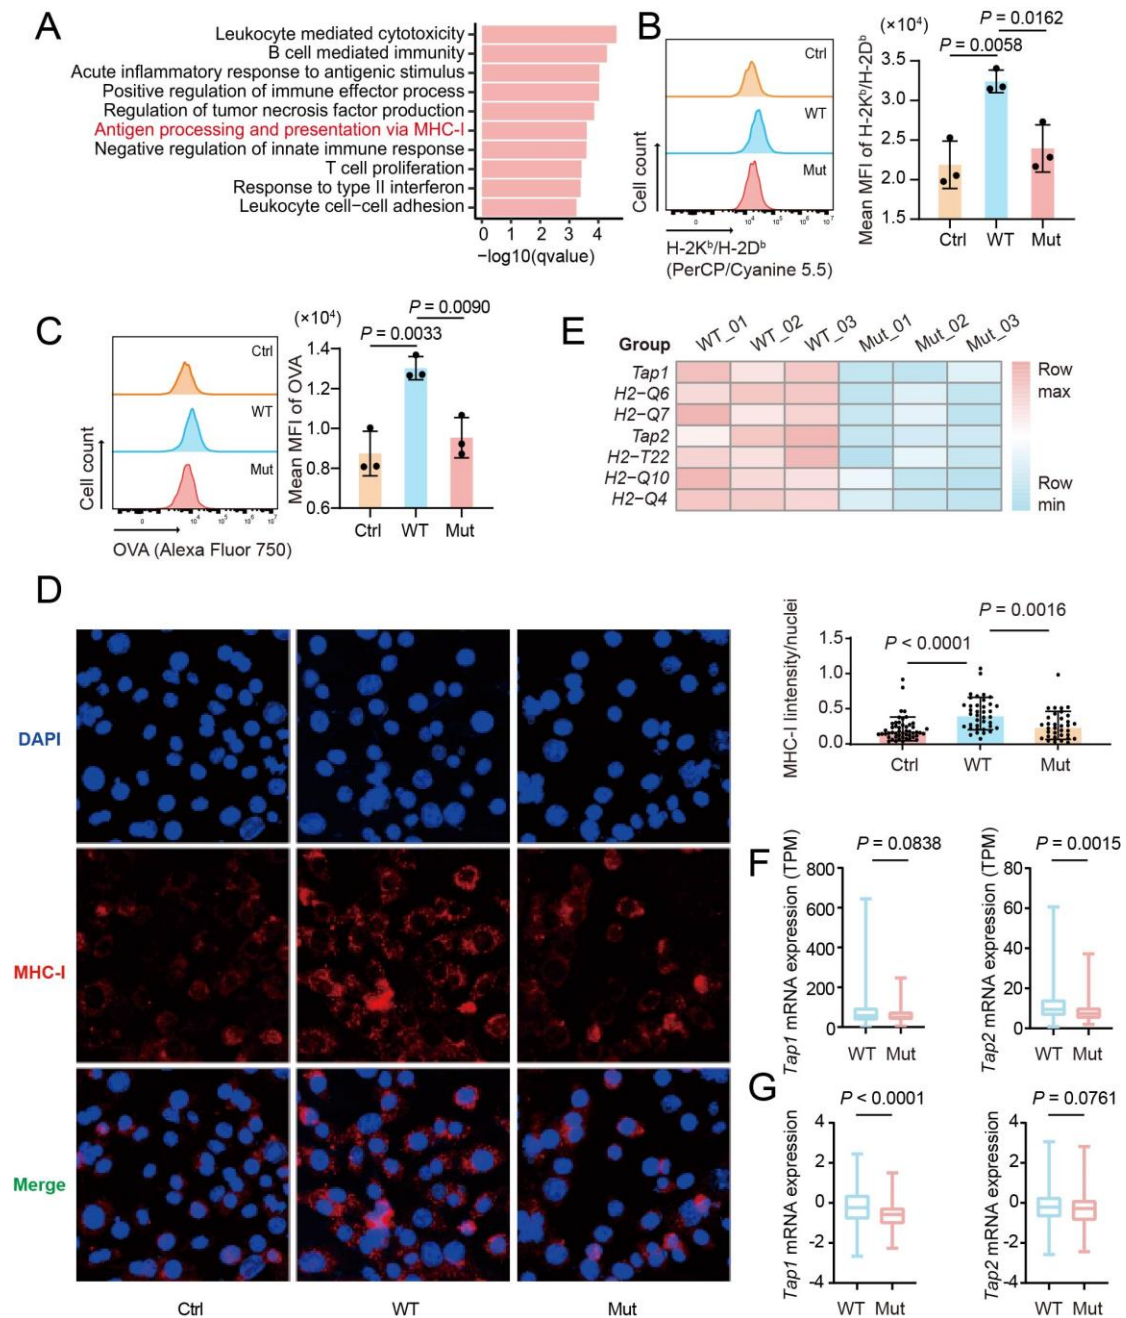 A
Leukocyte mediated cytotoxicity
B cell mediated immunity
Acute inflammatory response to antigenic stimulus
Positive regulation of immune effector process
Regulation of tumor necrosis factor production
Antigen processing and presentation via MHC-I
Negative regulation of innate immune response
T cell proliferation
Response to type II interferon
Leukocyte cell−cell adhesion
0 1 2 3 4
−log10(qvalue)
B
Cell count
Ctrl
WT
Mut
0 10⁴ 10⁵ 10⁶ 10⁷
H-2Kᵇ/H-2Dᵇ
(PerCP/Cyanine 5.5)
(×10⁴)
P = 0.0162
P = 0.0058
Mean MFI of H-2Kᵇ/H-2Dᵇ
3.5
3.0
2.5
2.0
1.5
Ctrl WT Mut
C
Cell count
Ctrl
WT
Mut
0 10⁴ 10⁵ 10⁶ 10⁷
OVA (Alexa Fluor 750)
(×10⁴)
P = 0.0090
P = 0.0033
Mean MFI of OVA
1.4
1.2
1.0
0.8
0.6
Ctrl WT Mut
E
Group WT_01 WT_02 WT_03 Mut_01 Mut_02 Mut_03
Tap1
H2−Q6
H2−Q7
Tap2
H2−T22
H2−Q10
H2−Q4
Row
max
Row
min
D
DAPI
MHC-I
Merge
Ctrl WT Mut
MHC-I Iintensity/nuclei
P = 0.0016
P < 0.0001
1.5
1.0
0.5
0.0
Ctrl WT Mut
F
Tap1 mRNA expression (TPM)
P = 0.0838
800
600
400
200
0
WT Mut
Tap2 mRNA expression (TPM)
P = 0.0015
80
60
40
20
0
WT Mut
G
Tap1 mRNA expression
P < 0.0001
4
2
0
-2
-4
WT Mut
Tap2 mRNA expression
P = 0.0761
4
2
0
-2
-4
WT Mut